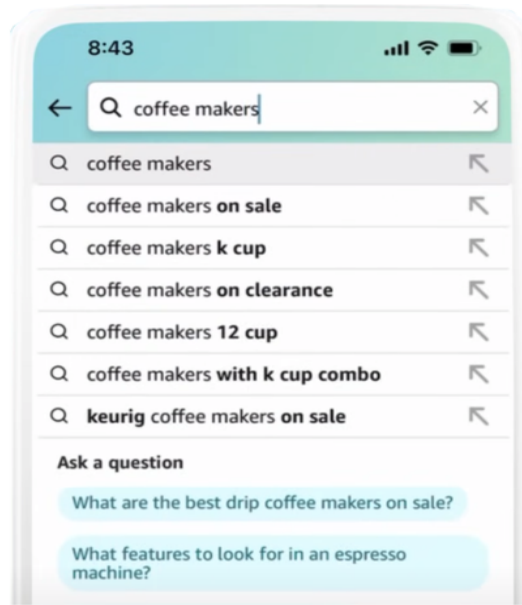 8:43
coffee makers
coffee makers
coffee makers on sale
coffee makers k cup
coffee makers on clearance
coffee makers 12 cup
coffee makers with k cup combo
keurig coffee makers on sale
Ask a question
What are the best drip coffee makers on sale?
What features to look for in an espresso
machine?